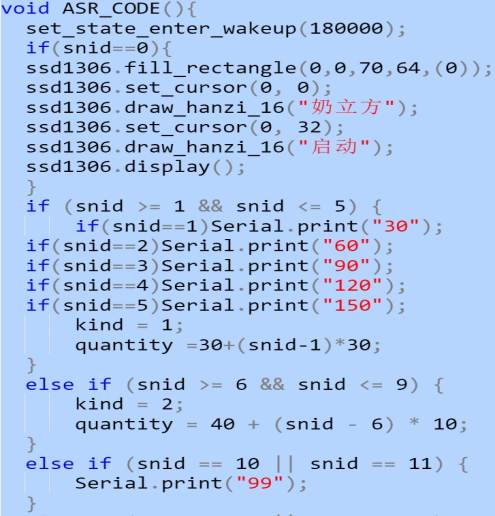 void ASR_CODE(){
  set_state_enter_wakeup(180000);
  if(snid==0){
  ssd1306.fill_rectangle(0,0,70,64,(0));
  ssd1306.set_cursor(0, 0);
  ssd1306.draw_hanzi_16("奶立方");
  ssd1306.set_cursor(0, 32);
  ssd1306.draw_hanzi_16("启动");
  ssd1306.display();
  }
  if (snid >= 1 && snid <= 5) {
      if(snid==1)Serial.print("30");
  if(snid==2)Serial.print("60");
  if(snid==3)Serial.print("90");
  if(snid==4)Serial.print("120");
  if(snid==5)Serial.print("150");
      kind = 1;
      quantity =30+(snid-1)*30;
  }
  else if (snid >= 6 && snid <= 9) {
      kind = 2;
      quantity = 40 + (snid - 6) * 10;
  }
  else if (snid == 10 || snid == 11) {
      Serial.print("99");
  }